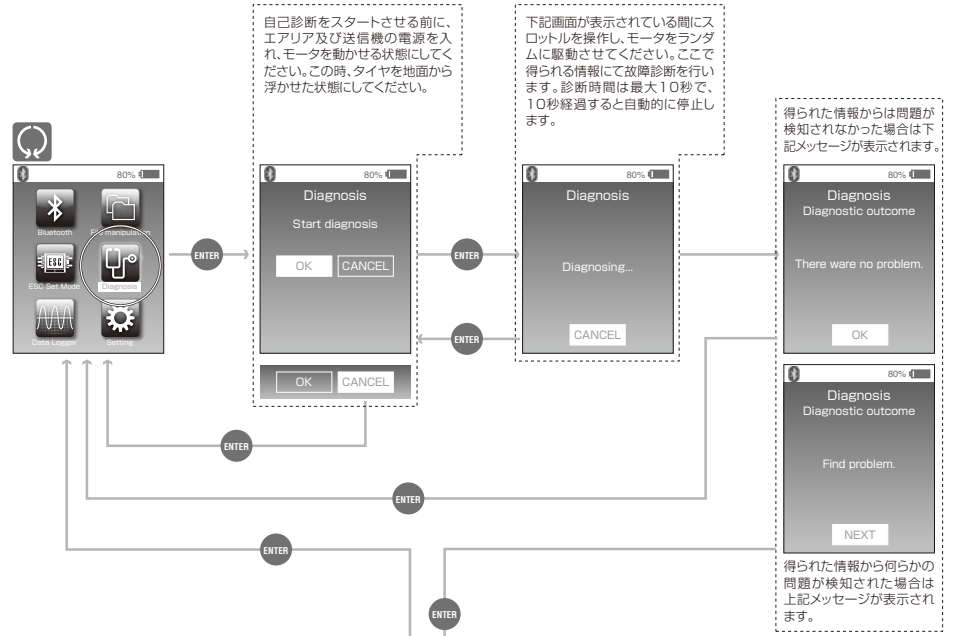 自己診断をスタートさせる前に、
エアリア及び送信機の電源を入
れ、モータを動かせる状態にしてく
ださい。この時、タイヤを地面から
浮かせた状態にしてください。
下記画面が表示されている間にス
ロットルを操作し、モータをランダ
ムに駆動させてください。ここで
得られる情報にて故障診断を行い
ます。診断時間は最大10秒で、
10秒経過すると自動的に停止し
ます。
得られた情報からは問題が
検知されなかった場合は下
記メッセージが表示されます。
80%
Bluetooth
File manipulation
ESC
ESC Set Mode
Diagnosis
Data Logger
Setting
ENTER
80%
Diagnosis
Start diagnosis
OK
CANCEL
OK
CANCEL
ENTER
ENTER
80%
Diagnosis
Diagnosing...
CANCEL
80%
Diagnosis
Diagnostic outcome
There ware no problem.
OK
80%
Diagnosis
Diagnostic outcome
Find problem.
NEXT
得られた情報から何らかの
問題が検知された場合は
上記メッセージが表示され
ます。
ENTER
ENTER
ENTER
ENTER